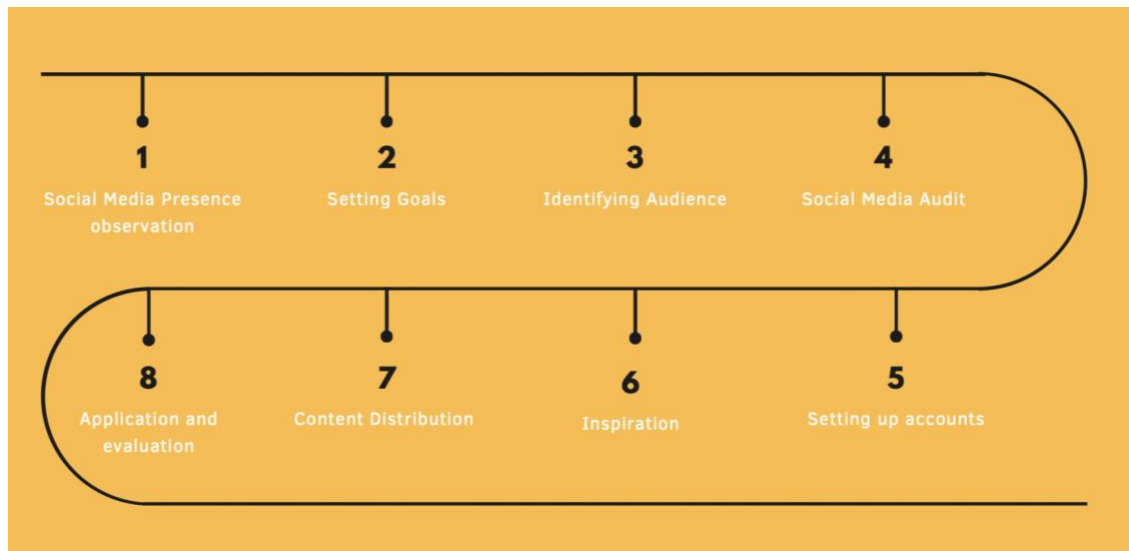 1
Social Media Presence
observation
2
Setting Goals
3
Identifying Audience
4
Social Media Audit
5
Setting up accounts
6
Inspiration
7
Content Distribution
8
Application and
evaluation